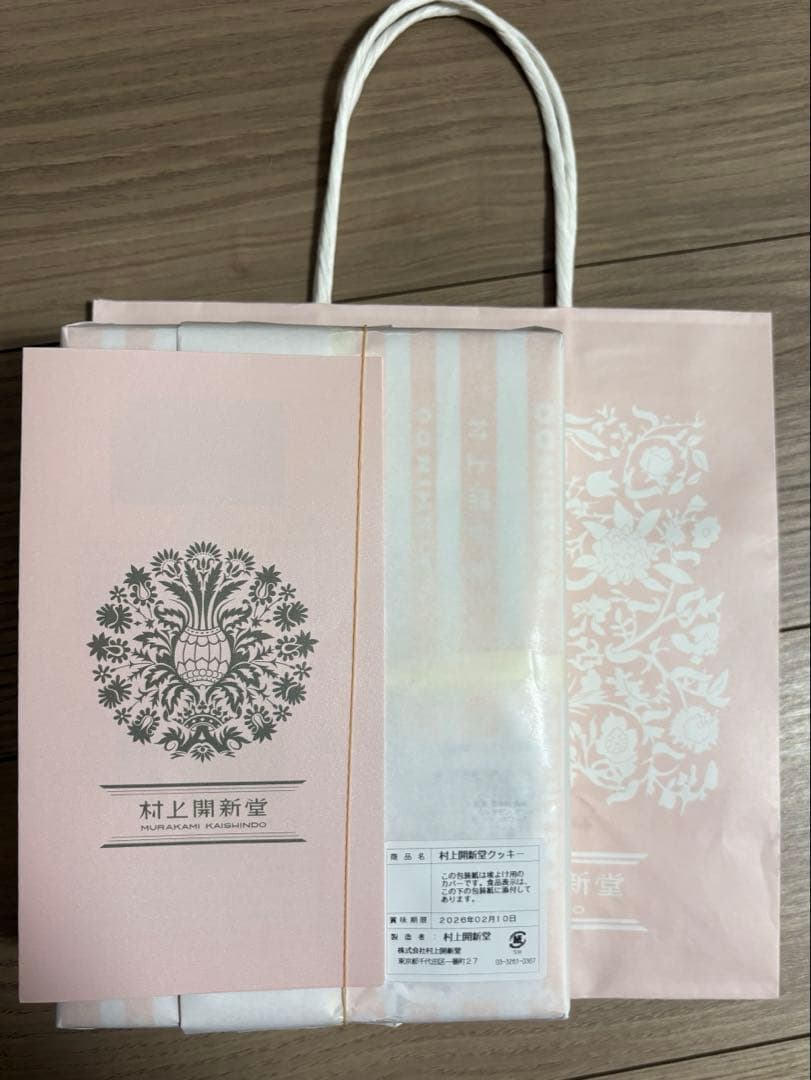 村上開新堂
MURAKAMI KAISHINDO
商品名 村上開新堂クッキー
この包装紙は埃よけ用の
カバーです。食品表示は、
この下の包装紙に添付して
あります。
賞味期限 2026年02月10日
製造者: 村上開新堂
株式会社村上開新堂
東京都千代田区一番町27 03-3261-0367
新堂